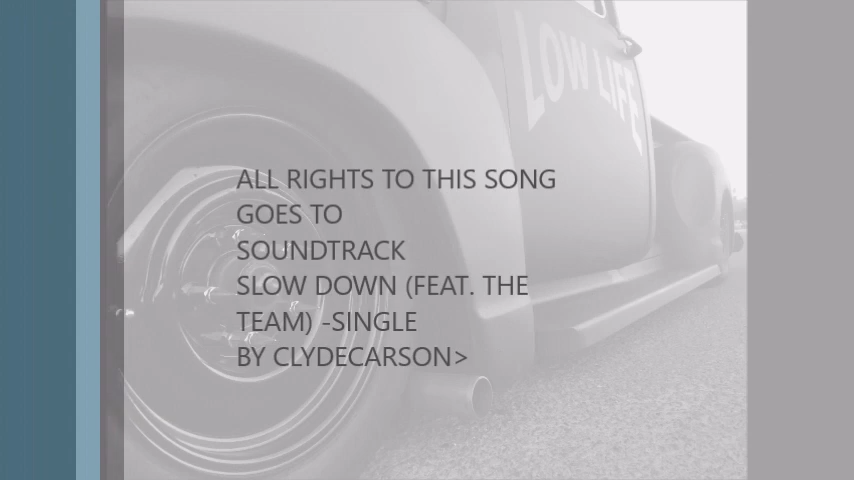 LOW LIFE
ALL RIGHTS TO THIS SONG
GOES TO
SOUNDTRACK
SLOW DOWN (FEAT. THE
TEAM) -SINGLE
BY CLYDECARSON>